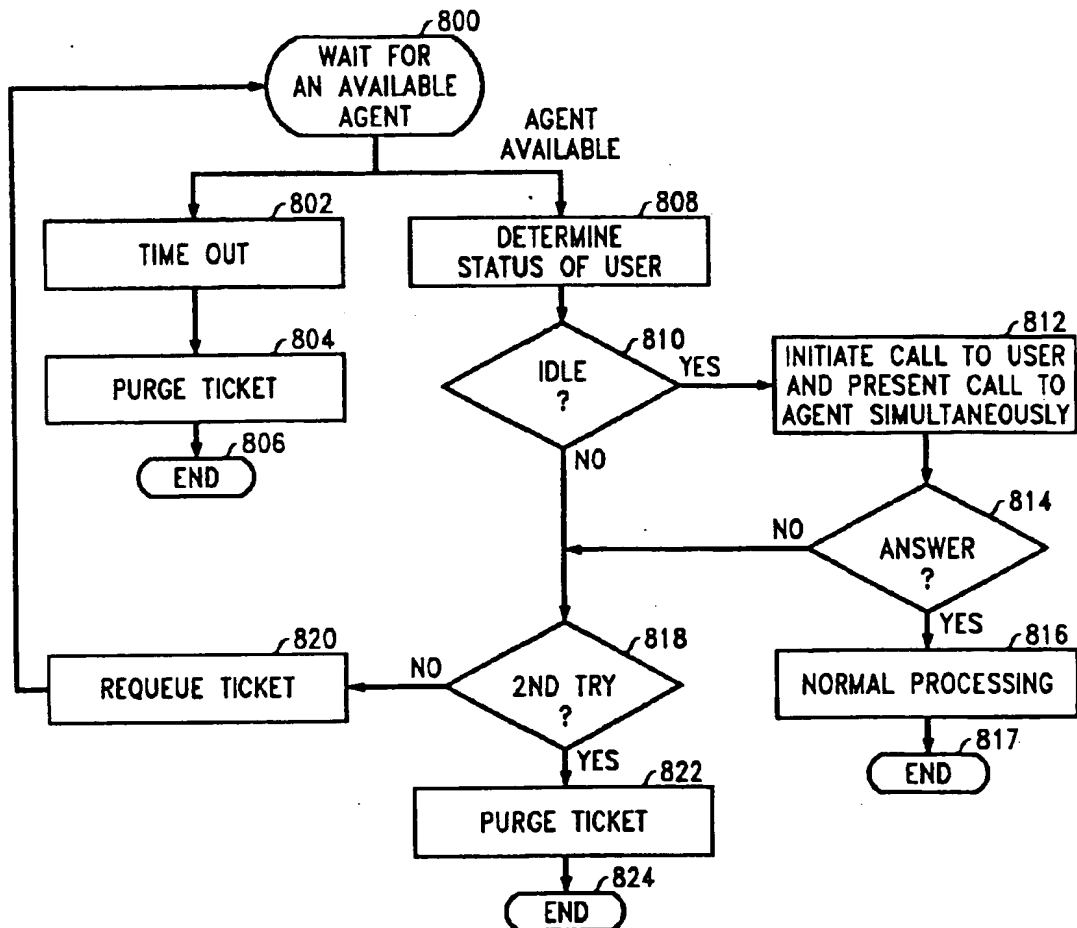 800
WAIT FOR
AN AVAILABLE
AGENT
AGENT
AVAILABLE
802
TIME OUT
808
DETERMINE
STATUS OF USER
804
PURGE TICKET
806
END
810
IDLE
?
YES
NO
812
INITIATE CALL TO USER
AND PRESENT CALL TO
AGENT SIMULTANEOUSLY
814
ANSWER
?
NO
YES
816
NORMAL PROCESSING
817
END
818
2ND TRY
?
NO
YES
820
REQUEUE TICKET
822
PURGE TICKET
824
END